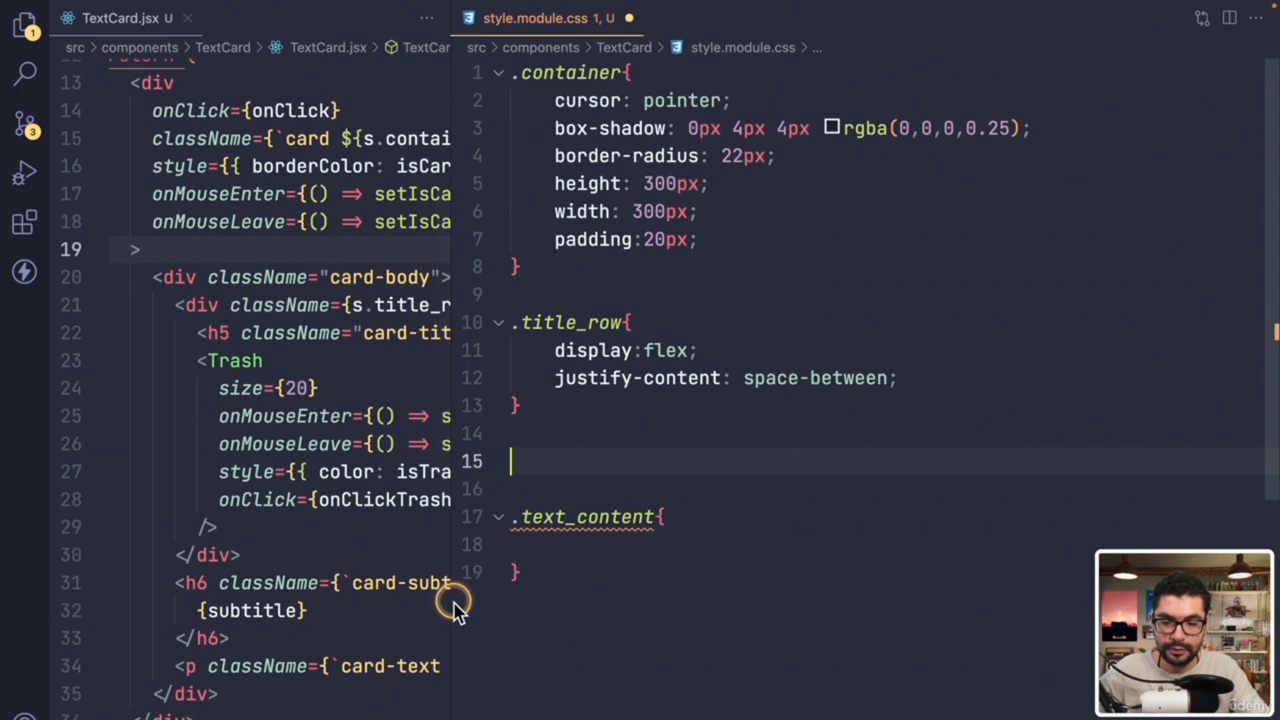 TextCard.jsx U
src components TextCard TextCard.jsx TextCar
13 <div
14 onClick={onClick}
15 className={`card ${s.contai
16 style={{ borderColor: isCar
17 onMouseEnter={() ⇒ setIsCa
18 onMouseLeave={() ⇒ setIsCa
19 >
20 <div className="card-body">
21 <div className={s.title_r
22 <h5 className="card-tit
23 <Trash
24 size={20}
25 onMouseEnter={() ⇒ s
26 onMouseLeave={() ⇒ s
27 style={{ color: isTra
28 onClick={onClickTrash
29 />
30 </div>
31 <h6 className={`card-subt
32 {subtitle}
33 </h6>
34 <p className={`card-text
35 </div>
style.module.css 1, U
src components TextCard style.module.css ...
1 .container{
2 cursor: pointer;
3 box-shadow: 0px 4px 4px rgba(0,0,0,0.25);
4 border-radius: 22px;
5 height: 300px;
6 width: 300px;
7 padding:20px;
8 }
9
10 .title_row{
11 display:flex;
12 justify-content: space-between;
13 }
14
15
16
17 .text_content{
18
19 }
1
3
udemy